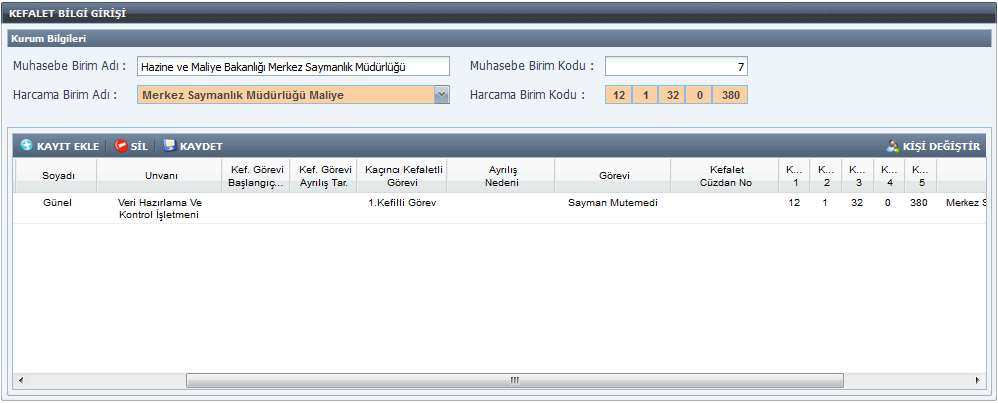 KEFALET BİLGİ GİRİŞİ
Kurum Bilgileri
Muhasebe Birim Adı : Hazine ve Maliye Bakanlığı Merkez Saymanlık Müdürlüğü Muhasebe Birim Kodu : 7
Harcama Birim Adı : Merkez Saymanlık Müdürlüğü Maliye Harcama Birim Kodu : 12 1 32 0 380
KAYIT EKLE SİL KAYDET KİŞİ DEĞİŞTİR
Soyadı Unvanı Kef. Görevi Başlangıç... Kef. Görevi Ayrılış Tar. Kaçıncı Kefaletli Görevi Ayrılış Nedeni Görevi Kefalet Cüzdan No K... 1 K... 2 K... 3 K... 4 K... 5
Günel Veri Hazırlama Ve Kontrol İşletmeni 1.Kefilli Görev Sayman Mutemedi 12 1 32 0 380 Merkez S